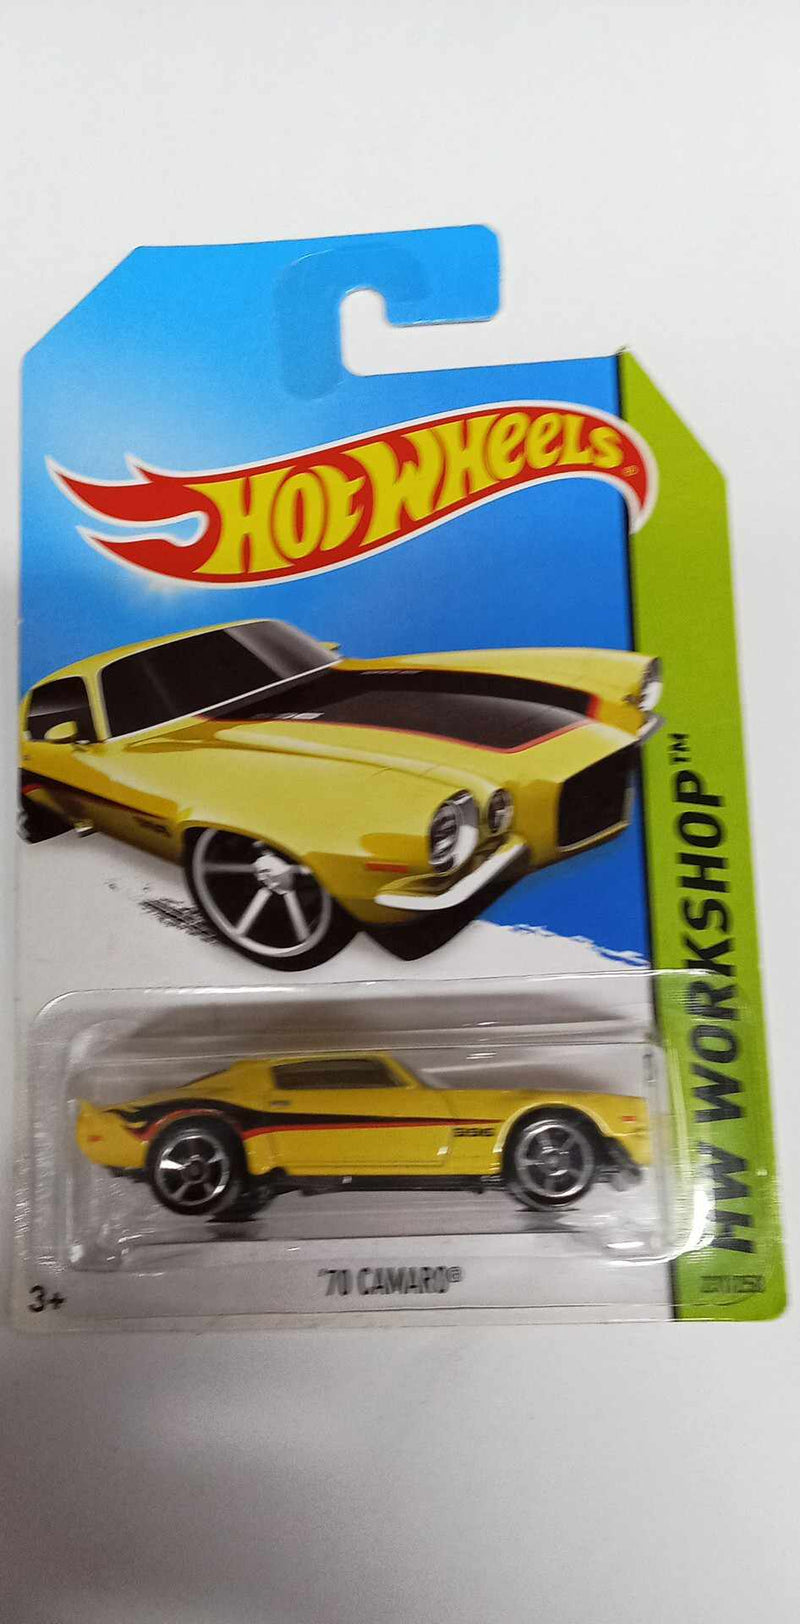 HOT WHEELS®
HW WORKSHOP™
'70 CAMARO®
3+